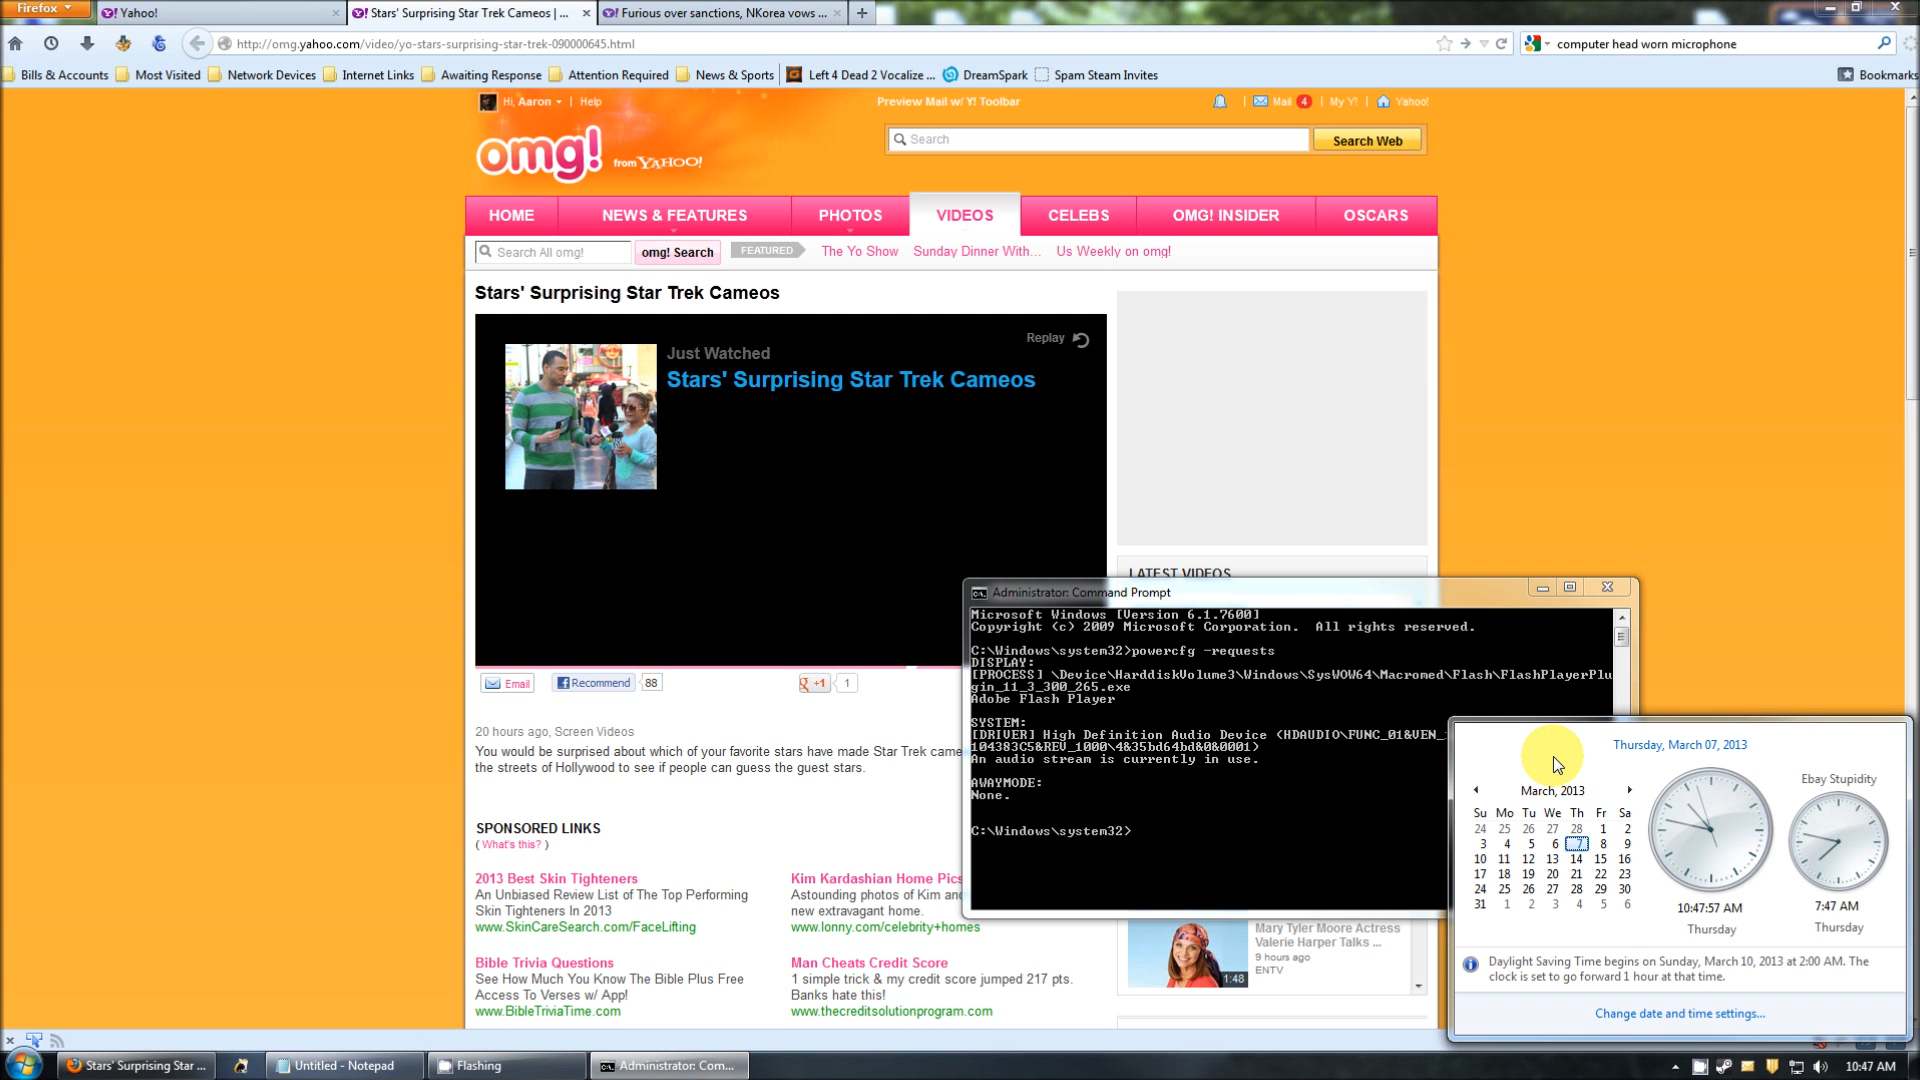 Firefox
Yahoo!
Stars' Surprising Star Trek Cameos | ...
Furious over sanctions, NKorea vows ...
http://omg.yahoo.com/video/yo-stars-surprising-star-trek-090000645.html
computer head worn microphone
Bills & Accounts
Most Visited
Network Devices
Internet Links
Awaiting Response
Attention Required
News & Sports
Left 4 Dead 2 Vocalize ...
DreamSpark
Spam Steam Invites
Bookmarks
Hi, Aaron
Help
Preview Mail w/ Y! Toolbar
Mail 4
My Y!
Yahoo!
omg! from YAHOO!
Search
Search Web
HOME
NEWS & FEATURES
PHOTOS
VIDEOS
CELEBS
OMG! INSIDER
OSCARS
Search All omg!
omg! Search
FEATURED
The Yo Show
Sunday Dinner With...
Us Weekly on omg!
Stars' Surprising Star Trek Cameos
Replay
Just Watched
Stars' Surprising Star Trek Cameos
LATEST VIDEOS
Email
Recommend
88
+1
1
20 hours ago, Screen Videos
You would be surprised about which of your favorite stars have made Star Trek came
the streets of Hollywood to see if people can guess the guest stars.
SPONSORED LINKS
( What's this? )
2013 Best Skin Tighteners
An Unbiased Review List of The Top Performing
Skin Tighteners In 2013
www.SkinCareSearch.com/FaceLifting
Kim Kardashian Home Pics
Astounding photos of Kim and
new extravagant home.
www.lonny.com/celebrity+homes
Bible Trivia Questions
See How Much You Know The Bible Plus Free
Access To Verses w/ App!
www.BibleTriviaTime.com
Man Cheats Credit Score
1 simple trick & my credit score jumped 217 pts.
Banks hate this!
www.thecreditsolutionprogram.com
Mary Tyler Moore Actress
Valerie Harper Talks ...
9 hours ago
ENTV
1:48
Administrator: Command Prompt
Microsoft Windows [Version 6.1.7600]
Copyright (c) 2009 Microsoft Corporation.  All rights reserved.
C:\Windows\system32>powercfg -requests
DISPLAY:
[PROCESS] \Device\HarddiskVolume3\Windows\SysWOW64\Macromed\Flash\FlashPlayerPlu
gin_11_3_300_265.exe
Adobe Flash Player
SYSTEM:
[DRIVER] High Definition Audio Device (HDAUDIO\FUNC_01&VEN_
104383C5&REV_1000\4&35bd64bd&0&0001)
An audio stream is currently in use.
AWAYMODE:
None.
C:\Windows\system32>
Thursday, March 07, 2013
March, 2013
Su Mo Tu We Th Fr Sa
24 25 26 27 28 1 2
3 4 5 6 7 8 9
10 11 12 13 14 15 16
17 18 19 20 21 22 23
24 25 26 27 28 29 30
31 1 2 3 4 5 6
10:47:57 AM
Thursday
Ebay Stupidity
7:47 AM
Thursday
Daylight Saving Time begins on Sunday, March 10, 2013 at 2:00 AM. The
clock is set to go forward 1 hour at that time.
Change date and time settings...
Stars' Surprising Star ...
Untitled - Notepad
Flashing
Administrator: Com...
10:47 AM